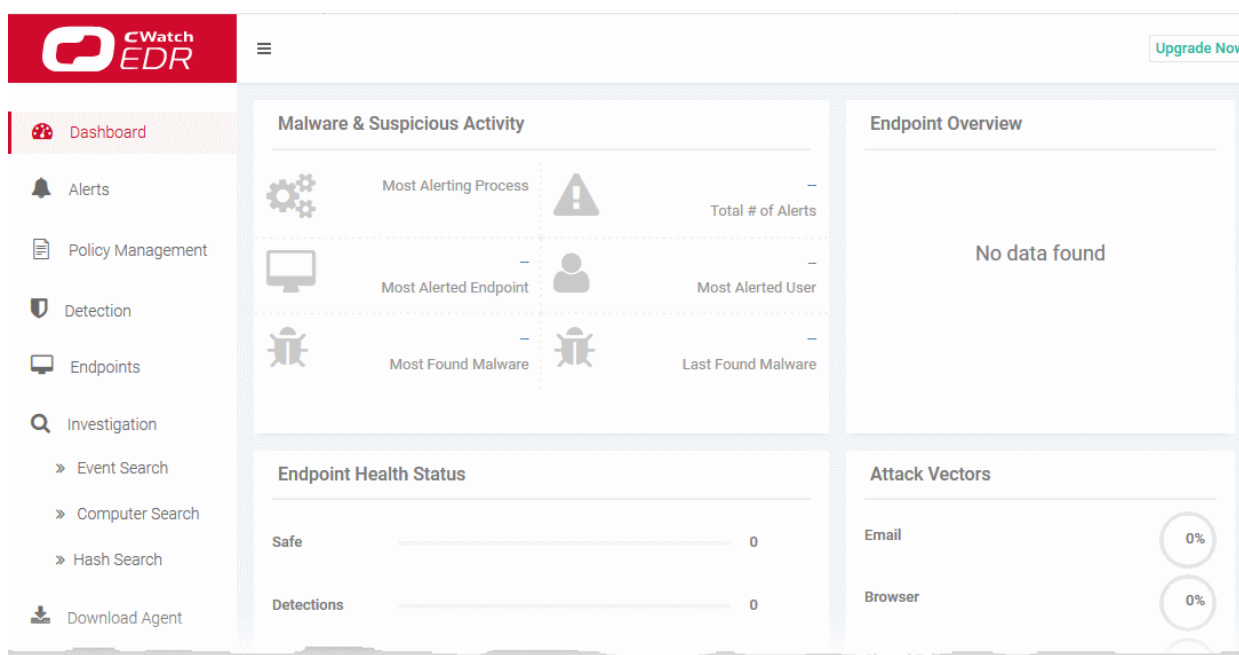 CWatch
EDR
Upgrade Now
Dashboard
Alerts
Policy Management
Detection
Endpoints
Investigation
» Event Search
» Computer Search
» Hash Search
Download Agent
Malware & Suspicious Activity
Most Alerting Process
--
Total # of Alerts
--
Most Alerted Endpoint
--
Most Alerted User
--
Most Found Malware
--
Last Found Malware
Endpoint Overview
No data found
Endpoint Health Status
Safe 0
Detections 0
Attack Vectors
Email 0%
Browser 0%